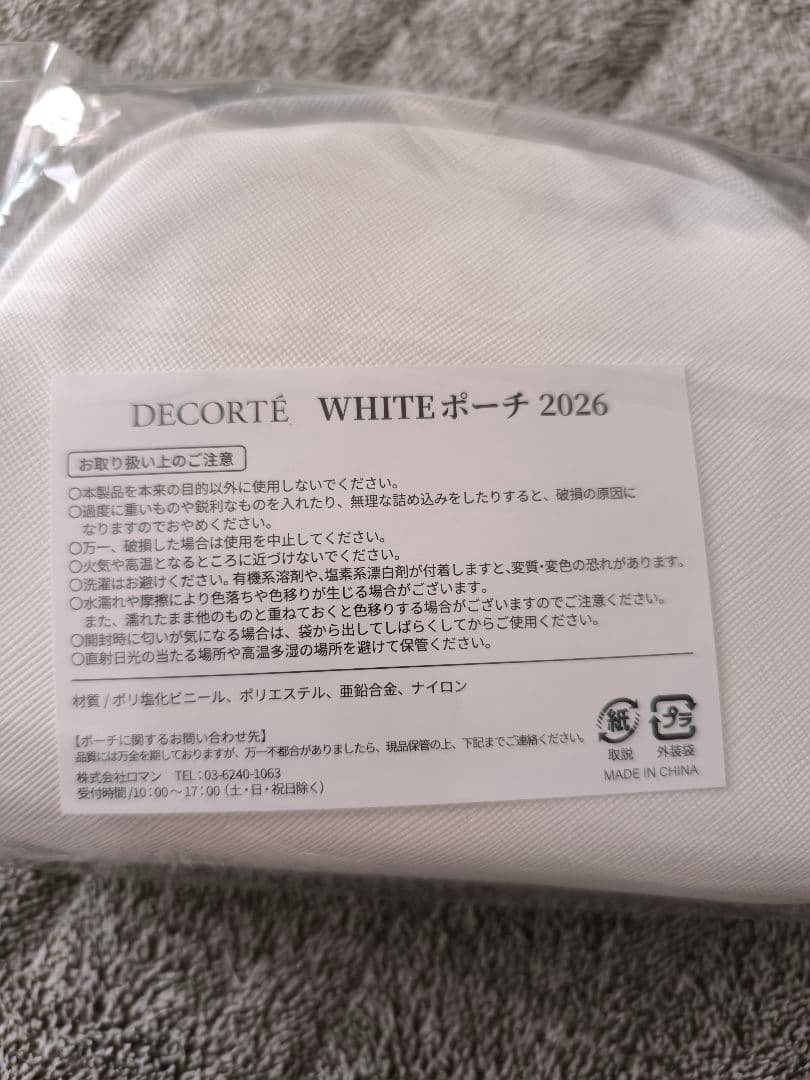 DECORTÉ WHITEポーチ 2026
お取り扱い上のご注意
○本製品を本来の目的以外に使用しないでください。
○過度に重いものや鋭利なものを入れたり、無理な詰め込みをしたりすると、破損の原因に
なりますのでおやめください。
○万一、破損した場合は使用を中止してください。
○火気や高温となるところに近づけないでください。
○洗濯はお避けください。有機系溶剤や、塩素系漂白剤が付着しますと、変質・変色の恐れがあります。
○水濡れや摩擦により色落ちや色移りが生じる場合がございます。
また、濡れたまま他のものと重ねておくと色移りする場合がございますのでご注意ください。
○開封時に匂いが気になる場合は、袋から出してしばらくしてからご使用ください。
○直射日光の当たる場所や高温多湿の場所を避けて保管ください。
材質/ポリ塩化ビニール、ポリエステル、亜鉛合金、ナイロン
【ポーチに関するお問い合わせ先】
品質には万全を期しておりますが、万一不都合がありましたら、現品保管の上、下記までご連絡ください。
株式会社ロマン TEL:03-6240-1063
受付時間/10:00~17:00(土・日・祝日除く)
紙 プラ
取説 外装袋
MADE IN CHINA